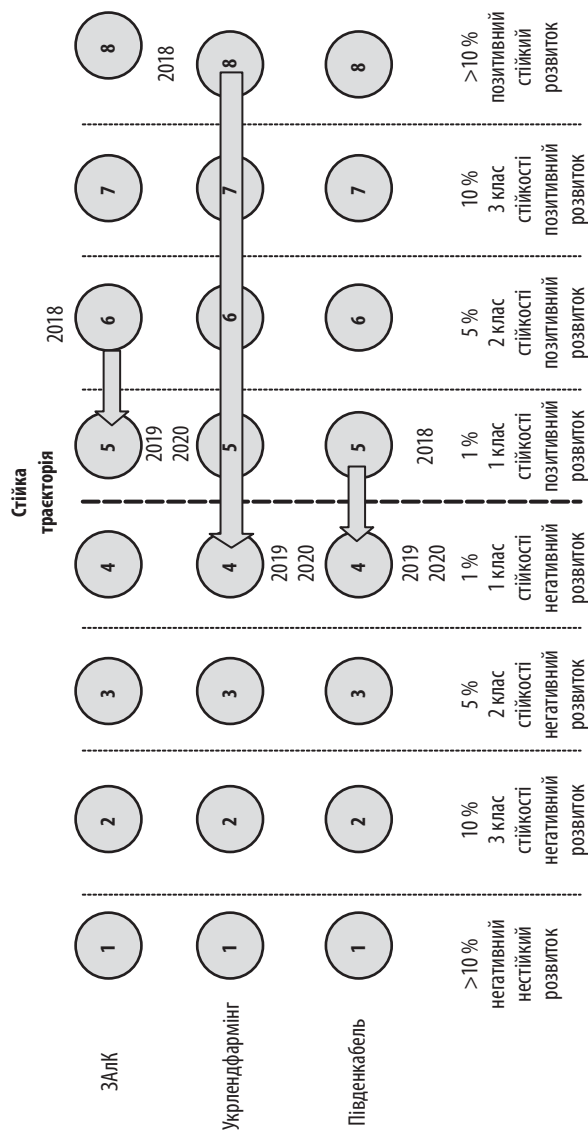 Стійка
траєкторія
ЗАлК
1
2
3
4
5
6
7
8
2019
2020
2018
Укрлендфармінг
1
2
3
4
5
6
7
8
2019
2020
2018
Південкабель
1
2
3
4
5
6
7
8
2019
2020
2018
>10 %
негативний
нестійкий
розвиток
10 %
3 клас
стійкості
негативний
розвиток
5 %
2 клас
стійкості
негативний
розвиток
1 %
1 клас
стійкості
негативний
розвиток
1 %
1 клас
стійкості
позитивний
розвиток
5 %
2 клас
стійкості
позитивний
розвиток
10 %
3 клас
стійкості
позитивний
розвиток
>10 %
позитивний
стійкий
розвиток